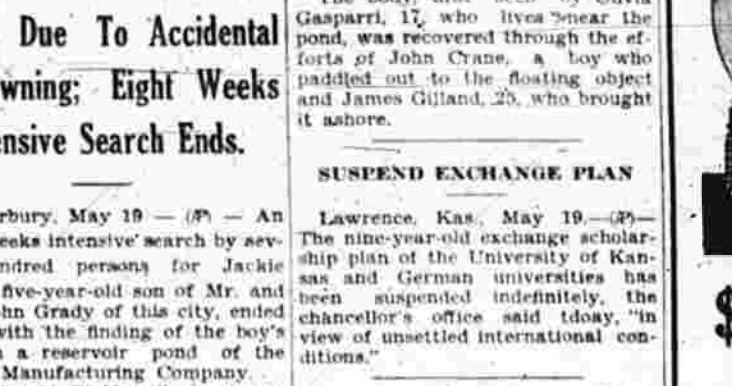 Due To Accidental
wning; Eight Weeks
ensive Search Ends.
rbury, May 19 — (AP) — An
eeks intensive search by sev-
ndred persons for Jackie
five-year-old son of Mr. and
hn Grady of this city, ended
with the finding of the boy's
a reservoir pond of the
Manufacturing Company.
Gasparri, 17, who lives near the
pond, was recovered through the ef-
forts of John Crane, a boy who
paddled out to the floating object
and James Gilland, 25, who brought
it ashore.
SUSPEND EXCHANGE PLAN
Lawrence, Kas., May 19.—(AP)—
The nine-year-old exchange scholar-
ship plan of the University of Kan-
sas and German universities has
been suspended indefinitely, the
chancellor's office said tdoay, "in
view of unsettled international con-
ditions."
$